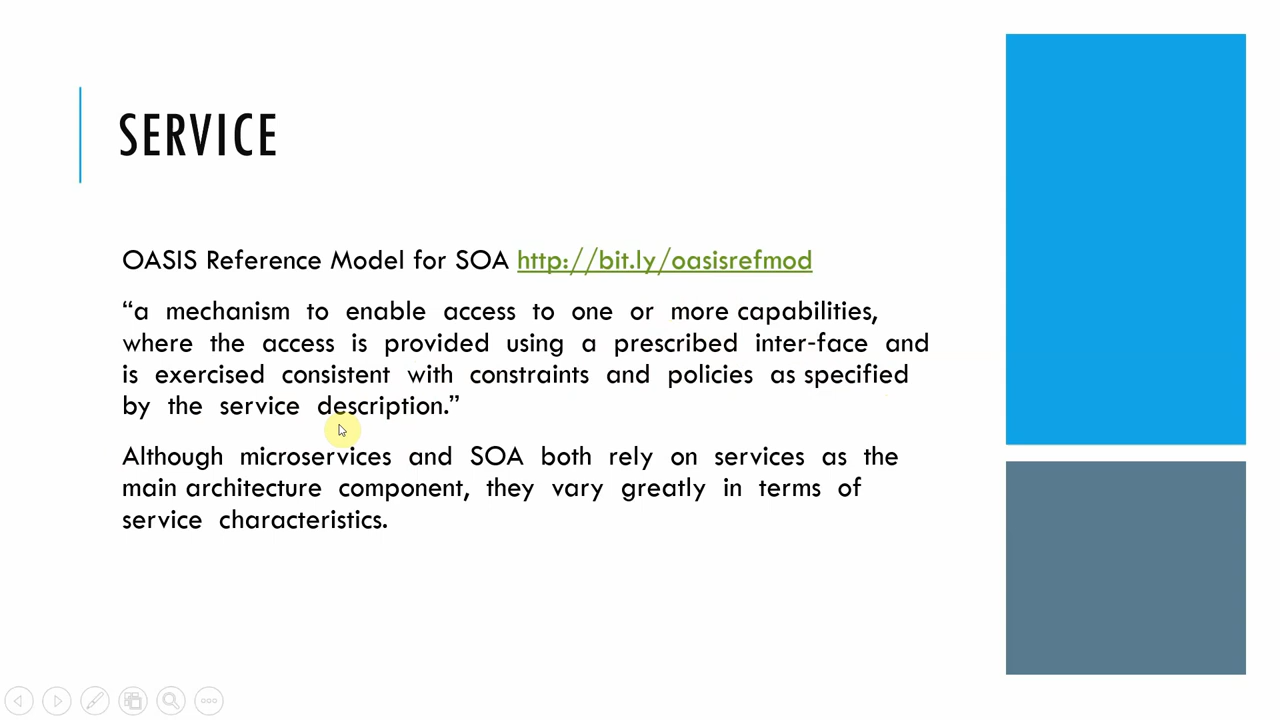 SERVICE
OASIS Reference Model for SOA http://bit.ly/oasisrefmod
“a mechanism to enable access to one or more capabilities,
where the access is provided using a prescribed inter-face and
is exercised consistent with constraints and policies as specified
by the service description.”
Although microservices and SOA both rely on services as the
main architecture component, they vary greatly in terms of
service characteristics.